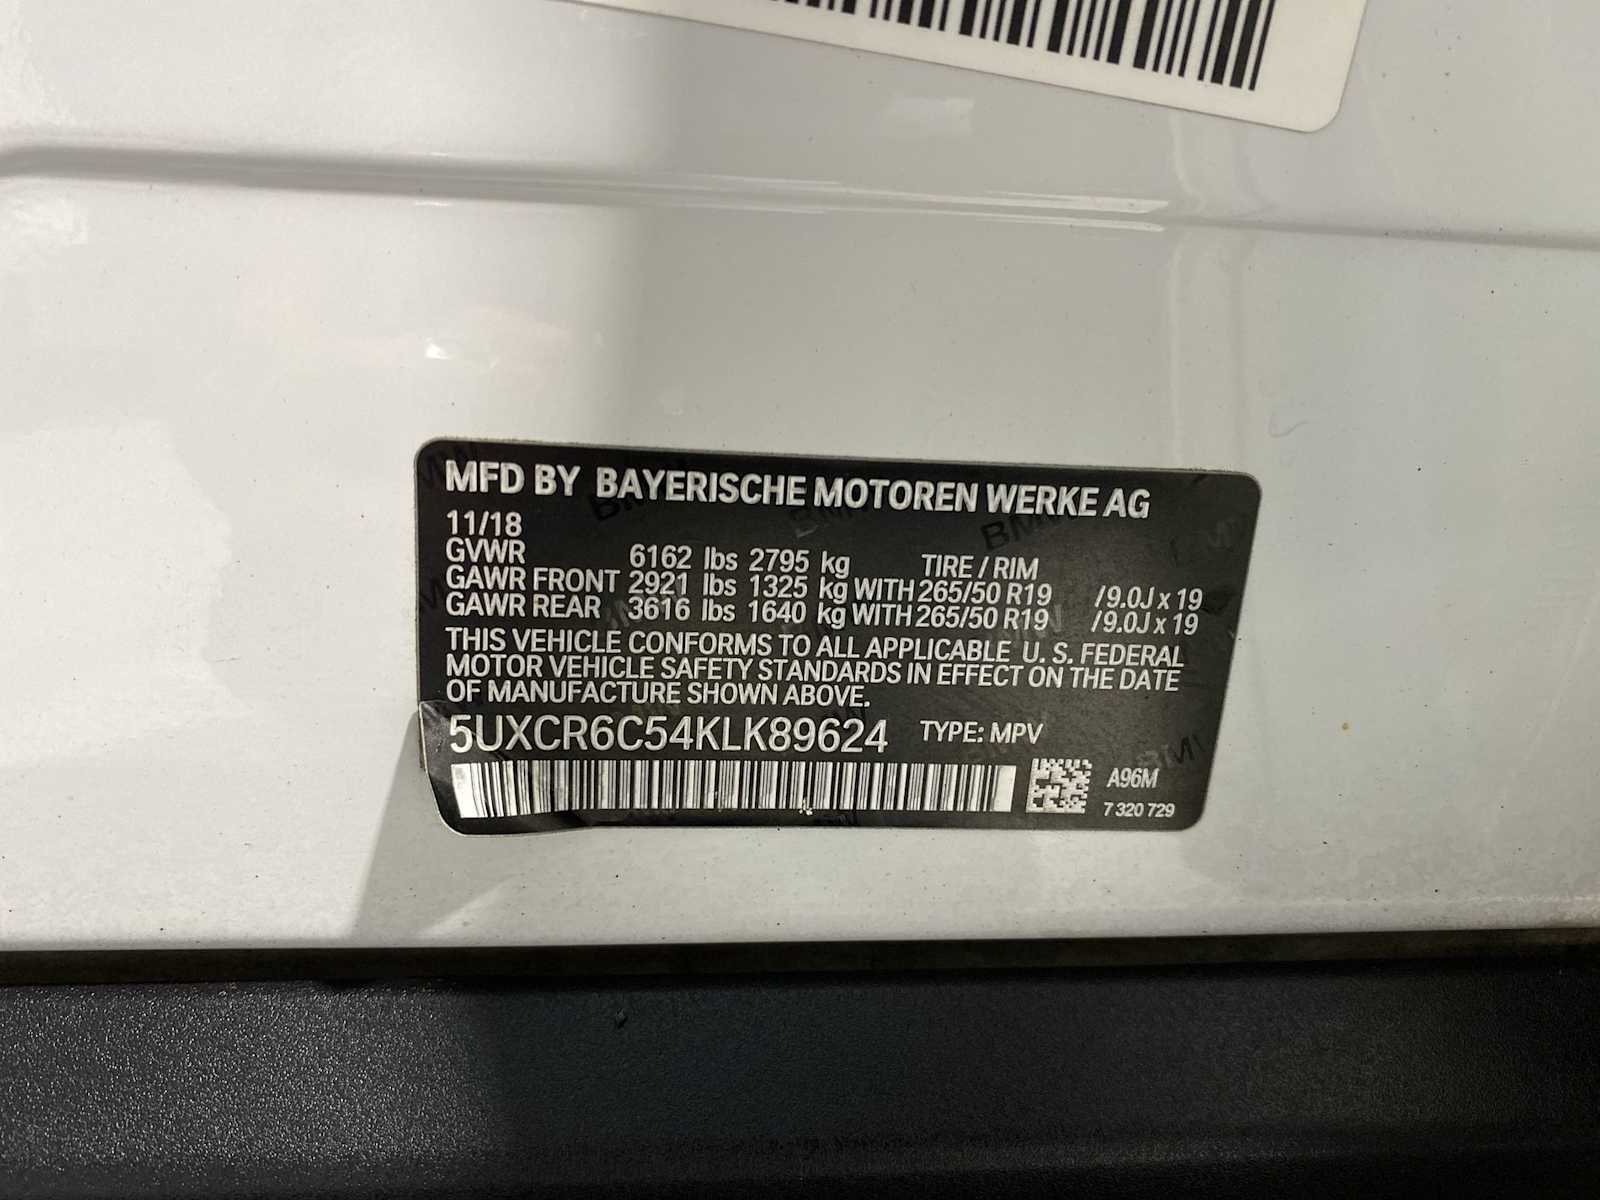 MFD BY BAYERISCHE MOTOREN WERKE AG
11/18
GVWR 6162 lbs 2795 kg TIRE / RIM
GAWR FRONT 2921 lbs 1325 kg WITH 265/50 R19 /9.0J x 19
GAWR REAR 3616 lbs 1640 kg WITH 265/50 R19 /9.0J x 19
THIS VEHICLE CONFORMS TO ALL APPLICABLE U. S. FEDERAL
MOTOR VEHICLE SAFETY STANDARDS IN EFFECT ON THE DATE
OF MANUFACTURE SHOWN ABOVE.
5UXCR6C54KLK89624 TYPE: MPV
A96M
7 320 729